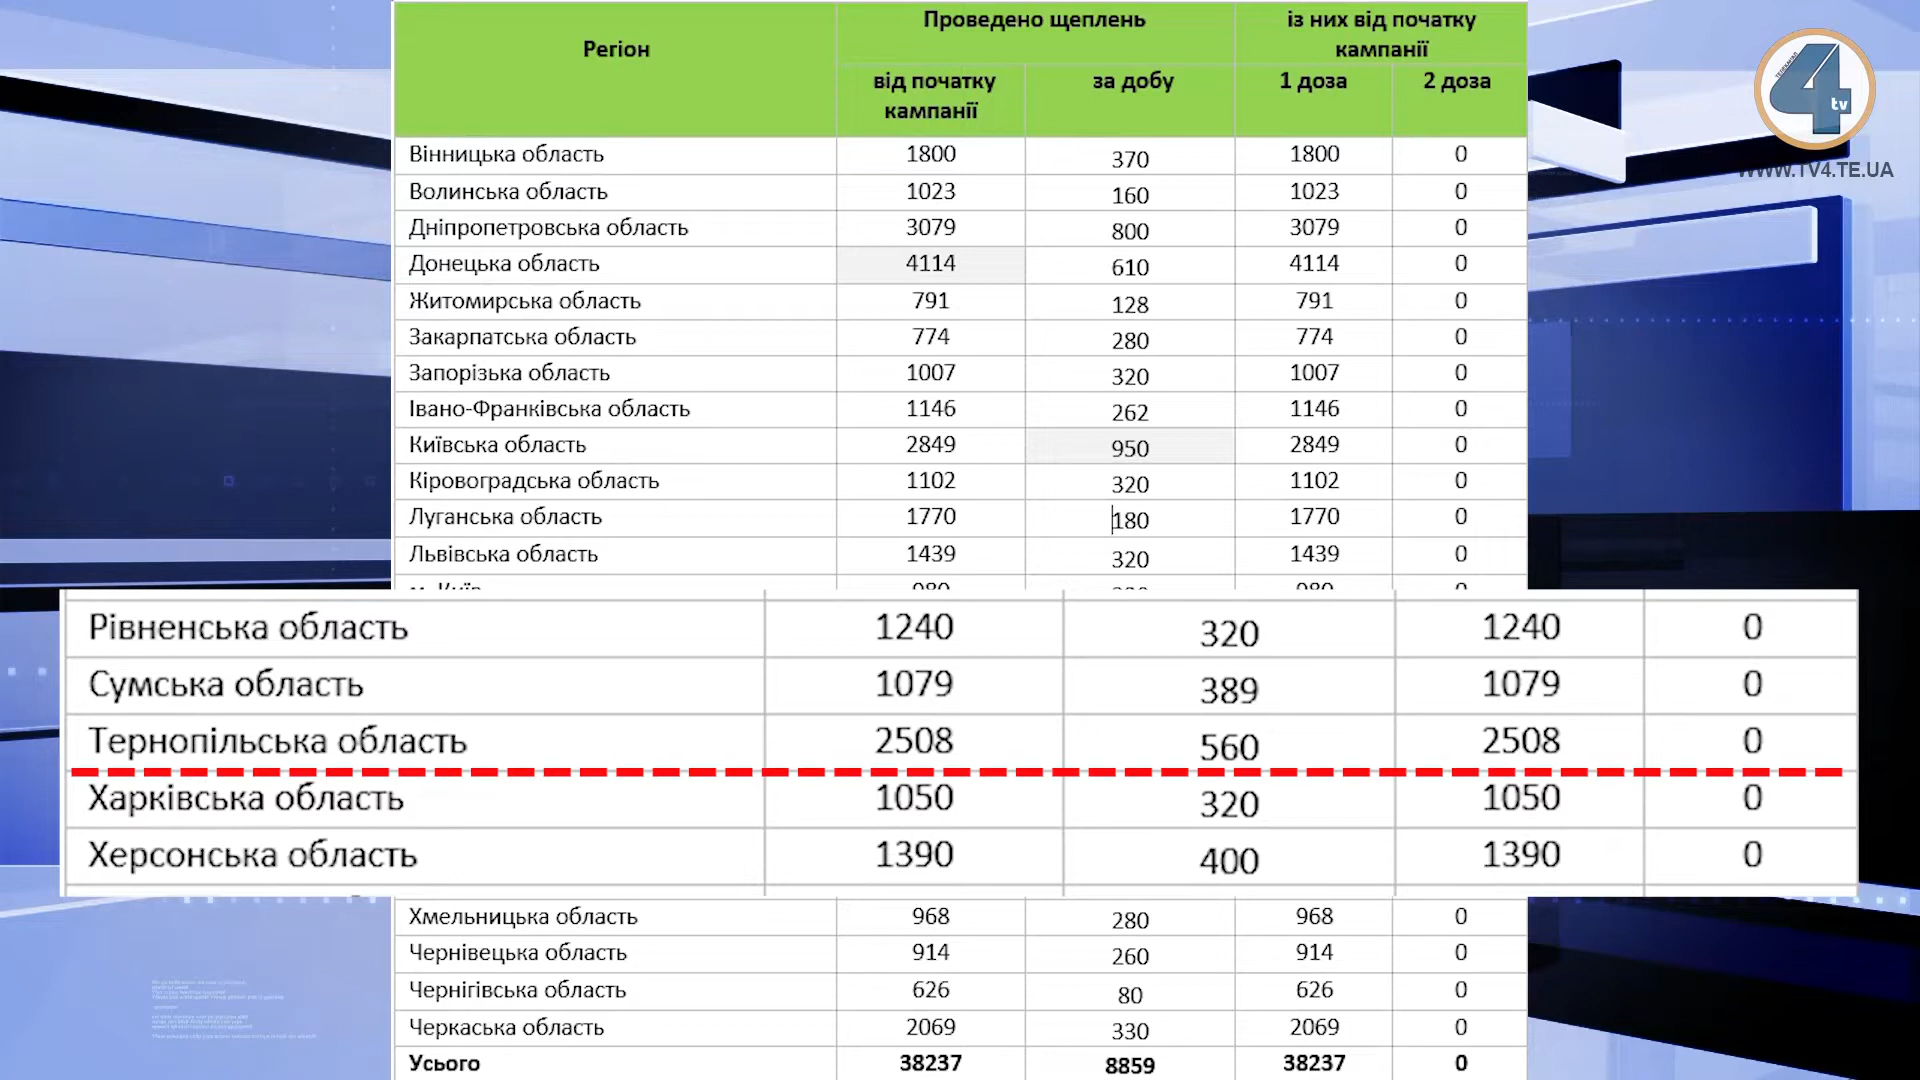 Регіон
Проведено щеплень
із них від початку
кампанії
від початку
кампанії
за добу
1 доза
2 доза
Вінницька область 1800 370 1800 0
Волинська область 1023 160 1023 0
Дніпропетровська область 3079 800 3079 0
Донецька область 4114 610 4114 0
Житомирська область 791 128 791 0
Закарпатська область 774 280 774 0
Запорізька область 1007 320 1007 0
Івано-Франківська область 1146 262 1146 0
Київська область 2849 950 2849 0
Кіровоградська область 1102 320 1102 0
Луганська область 1770 180 1770 0
Львівська область 1439 320 1439 0
Рівненська область 1240 320 1240 0
Сумська область 1079 389 1079 0
Тернопільська область 2508 560 2508 0
Харківська область 1050 320 1050 0
Херсонська область 1390 400 1390 0
Хмельницька область 968 280 968 0
Чернівецька область 914 260 914 0
Чернігівська область 626 80 626 0
Черкаська область 2069 330 2069 0
Усього 38237 8859 38237 0
4
tv
WWW.TV4.TE.UA